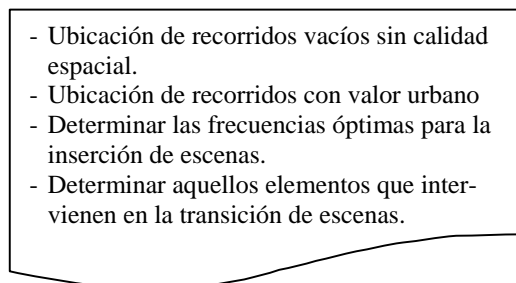 - Ubicación de recorridos vacíos sin calidad
espacial.
- Ubicación de recorridos con valor urbano
- Determinar las frecuencias óptimas para la
inserción de escenas.
- Determinar aquellos elementos que inter-
vienen en la transición de escenas.